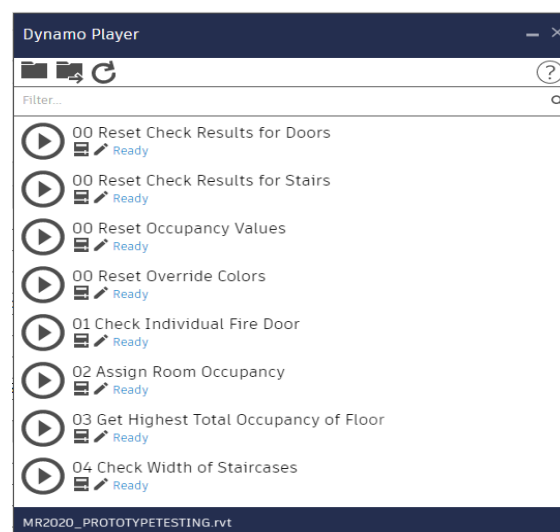 Dynamo Player
Filter...
00 Reset Check Results for Doors
Ready
00 Reset Check Results for Stairs
Ready
00 Reset Occupancy Values
Ready
00 Reset Override Colors
Ready
01 Check Individual Fire Door
Ready
02 Assign Room Occupancy
Ready
03 Get Highest Total Occupancy of Floor
Ready
04 Check Width of Staircases
Ready
MR2020_PROTOTYPETESTING.rvt